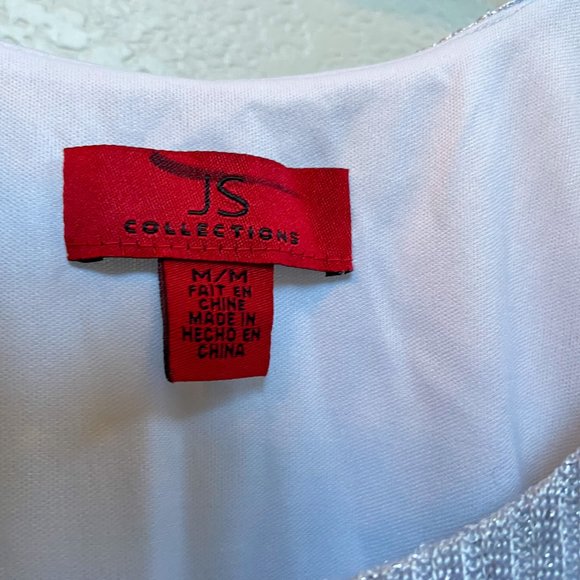 JS
COLLECTIONS
M/M
FAIT EN
CHINE
MADE IN
HECHO EN
CHINA